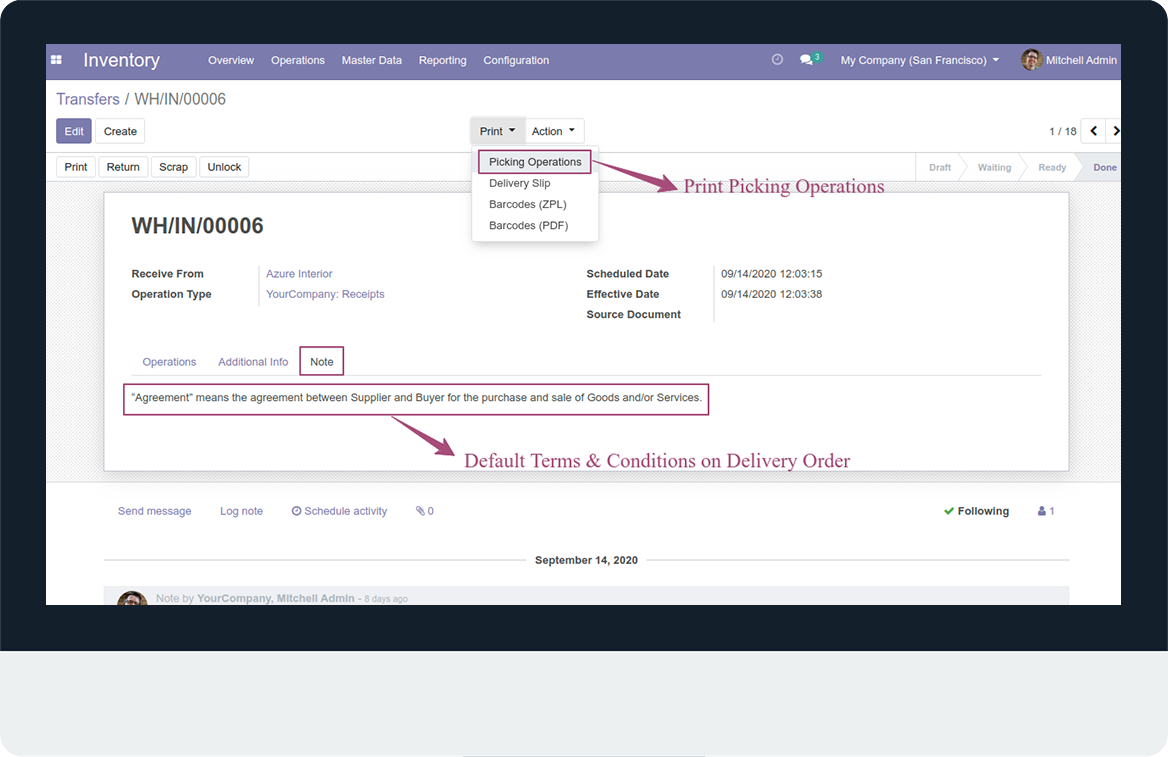 Inventory Overview Operations Master Data Reporting Configuration 3 My Company (San Francisco) Mitchell Admin
Transfers / WH/IN/00006
Edit Create Print Action 1 / 18
Print Return Scrap Unlock Draft Waiting Ready Done
Picking Operations
Delivery Slip
Barcodes (ZPL)
Barcodes (PDF)
Print Picking Operations
WH/IN/00006
Receive From Azure Interior Scheduled Date 09/14/2020 12:03:15
Operation Type YourCompany: Receipts Effective Date 09/14/2020 12:03:38
Source Document
Operations Additional Info Note
"Agreement" means the agreement between Supplier and Buyer for the purchase and sale of Goods and/or Services.
Default Terms & Conditions on Delivery Order
Send message Log note Schedule activity 0 Following 1
September 14, 2020
Note by YourCompany, Mitchell Admin - 8 days ago